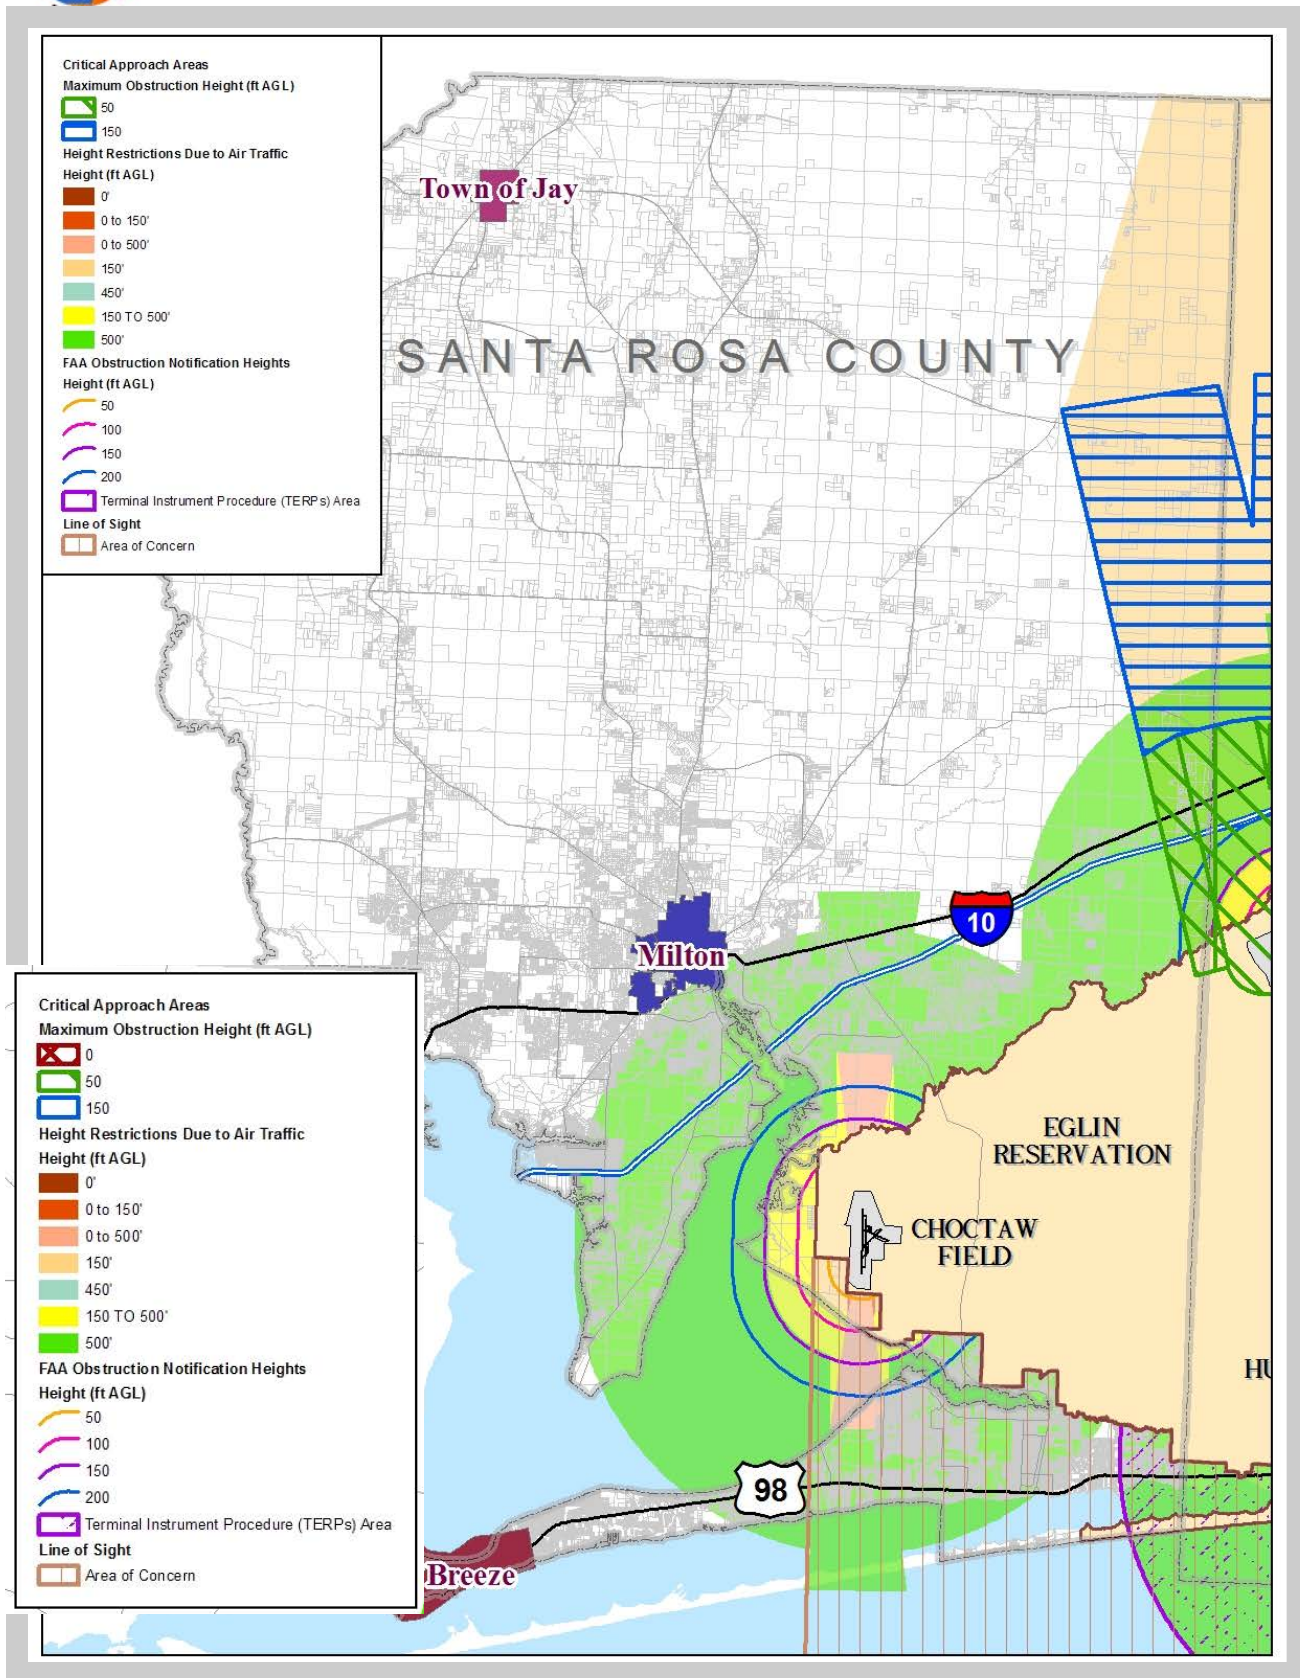 Critical Approach Areas
Maximum Obstruction Height (ft AGL)
50
150
Height Restrictions Due to Air Traffic
Height (ft AGL)
0'
0 to 150'
0 to 500'
150'
450'
150 TO 500'
500'
FAA Obstruction Notification Heights
Height (ft AGL)
50
100
150
200
Terminal Instrument Procedure (TERPs) Area
Line of Sight
Area of Concern
Town of Jay
SANTA ROSA COUNTY
10
Milton
EGLIN
RESERVATION
CHOCTAW
FIELD
HU
98
Breeze
Critical Approach Areas
Maximum Obstruction Height (ft AGL)
0
50
150
Height Restrictions Due to Air Traffic
Height (ft AGL)
0'
0 to 150'
0 to 500'
150'
450'
150 TO 500'
500'
FAA Obstruction Notification Heights
Height (ft AGL)
50
100
150
200
Terminal Instrument Procedure (TERPs) Area
Line of Sight
Area of Concern